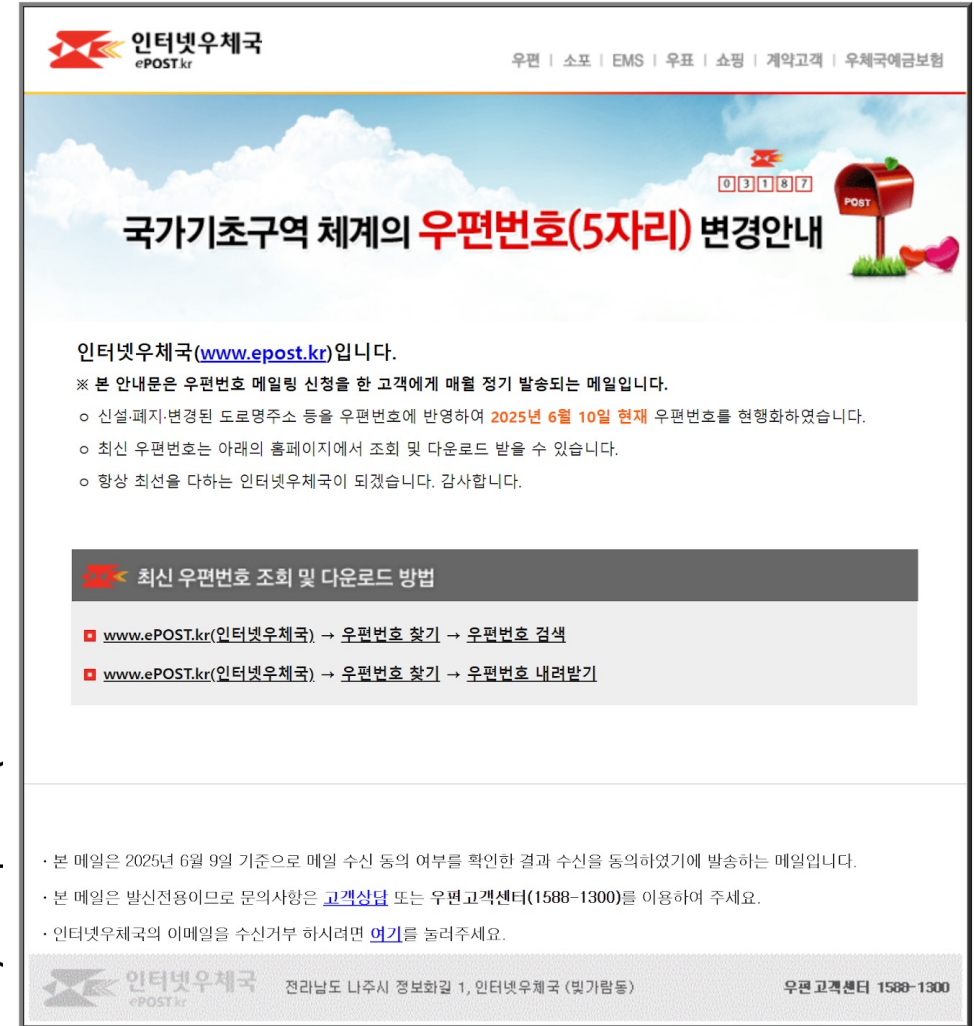 인터넷우체국
ePOST.kr
우편 | 소포 | EMS | 우표 | 쇼핑 | 계약고객 | 우체국예금보험
0 3 1 8 7
POST
국가기초구역 체계의 우편번호(5자리) 변경안내
인터넷우체국(www.epost.kr)입니다.
※ 본 안내문은 우편번호 메일링 신청을 한 고객에게 매월 정기 발송되는 메일입니다.
ㅇ 신설·폐지·변경된 도로명주소 등을 우편번호에 반영하여 2025년 6월 10일 현재 우편번호를 현행화하였습니다.
ㅇ 최신 우편번호는 아래의 홈페이지에서 조회 및 다운로드 받을 수 있습니다.
ㅇ 항상 최선을 다하는 인터넷우체국이 되겠습니다. 감사합니다.
최신 우편번호 조회 및 다운로드 방법
www.ePOST.kr(인터넷우체국) → 우편번호 찾기 → 우편번호 검색
www.ePOST.kr(인터넷우체국) → 우편번호 찾기 → 우편번호 내려받기
· 본 메일은 2025년 6월 9일 기준으로 메일 수신 동의 여부를 확인한 결과 수신을 동의하였기에 발송하는 메일입니다.
· 본 메일은 발신전용이므로 문의사항은 고객상담 또는 우편고객센터(1588-1300)를 이용하여 주세요.
· 인터넷우체국의 이메일을 수신거부 하시려면 여기를 눌러주세요.
인터넷우체국
ePOST.kr
전라남도 나주시 정보화길 1, 인터넷우체국 (빛가람동)
우편고객센터 1588-1300